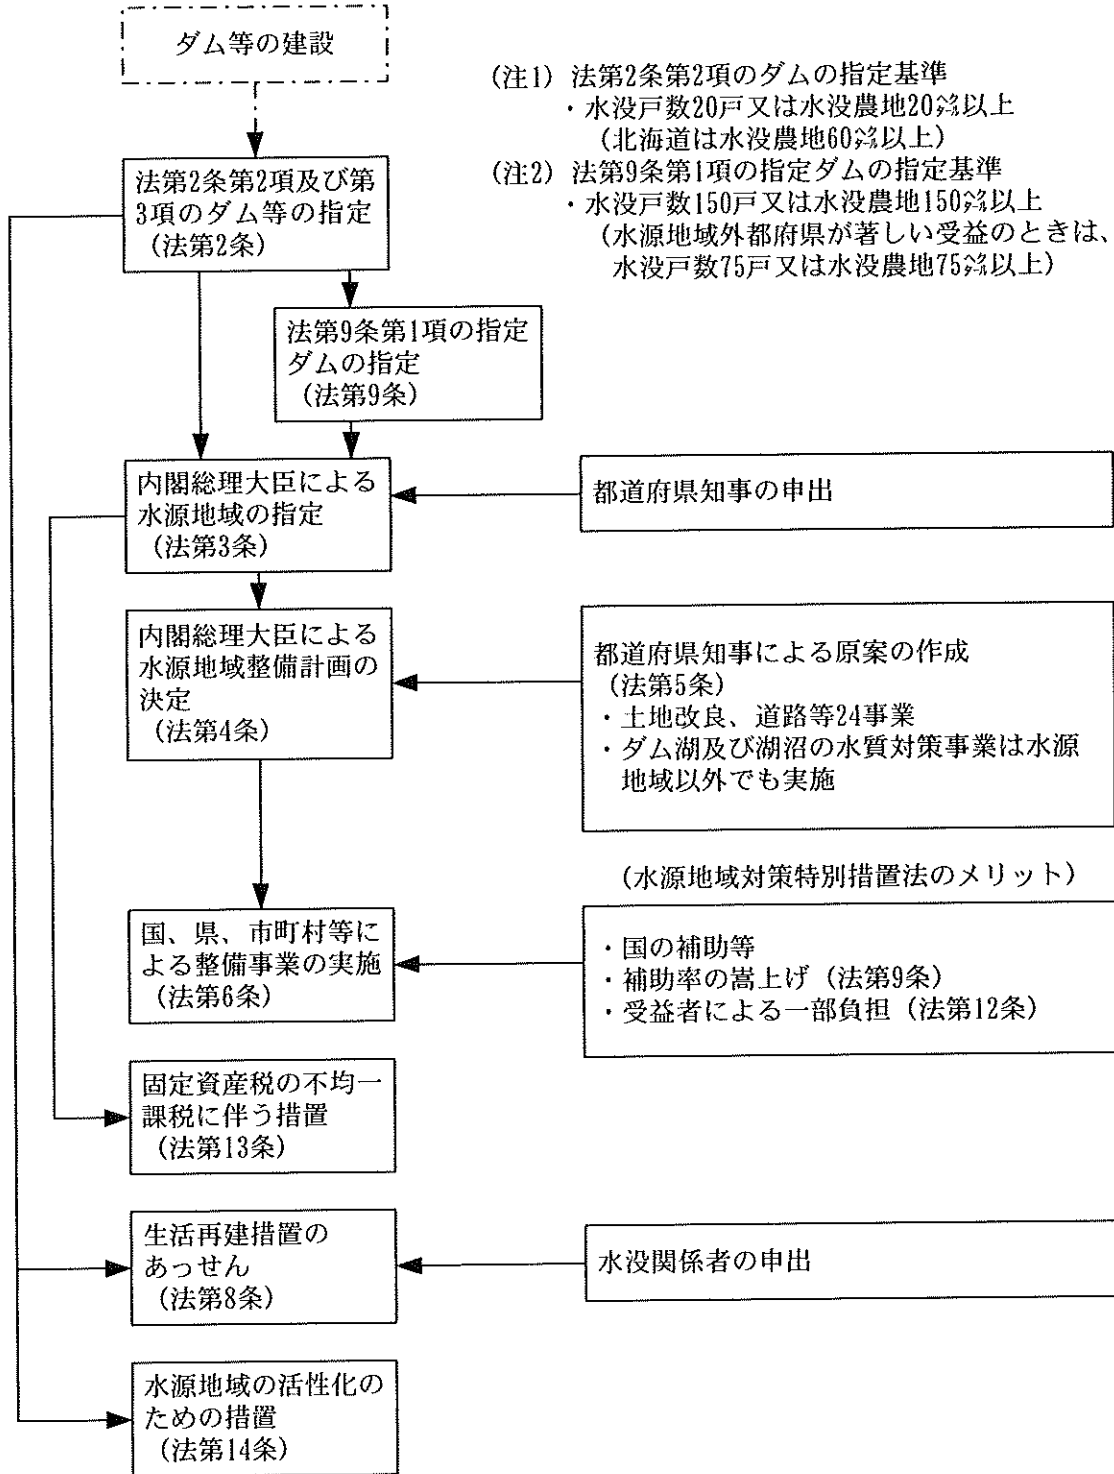 ダム等の建設
(注1) 法第2条第2項のダムの指定基準
・水没戸数20戸又は水没農地20㌶以上
(北海道は水没農地60㌶以上)
(注2) 法第9条第1項の指定ダムの指定基準
・水没戸数150戸又は水没農地150㌶以上
(水源地域外都府県が著しい受益のときは、
水没戸数75戸又は水没農地75㌶以上)
法第2条第2項及び第
3項のダム等の指定
(法第2条)
法第9条第1項の指定
ダムの指定
(法第9条)
内閣総理大臣による
水源地域の指定
(法第3条)
都道府県知事の申出
内閣総理大臣による
水源地域整備計画の
決定
(法第4条)
都道府県知事による原案の作成
(法第5条)
・土地改良、道路等24事業
・ダム湖及び湖沼の水質対策事業は水源
地域以外でも実施
(水源地域対策特別措置法のメリット)
国、県、市町村等に
よる整備事業の実施
(法第6条)
・国の補助等
・補助率の嵩上げ (法第9条)
・受益者による一部負担 (法第12条)
固定資産税の不均一
課税に伴う措置
(法第13条)
生活再建措置の
あっせん
(法第8条)
水没関係者の申出
水源地域の活性化の
ための措置
(法第14条)